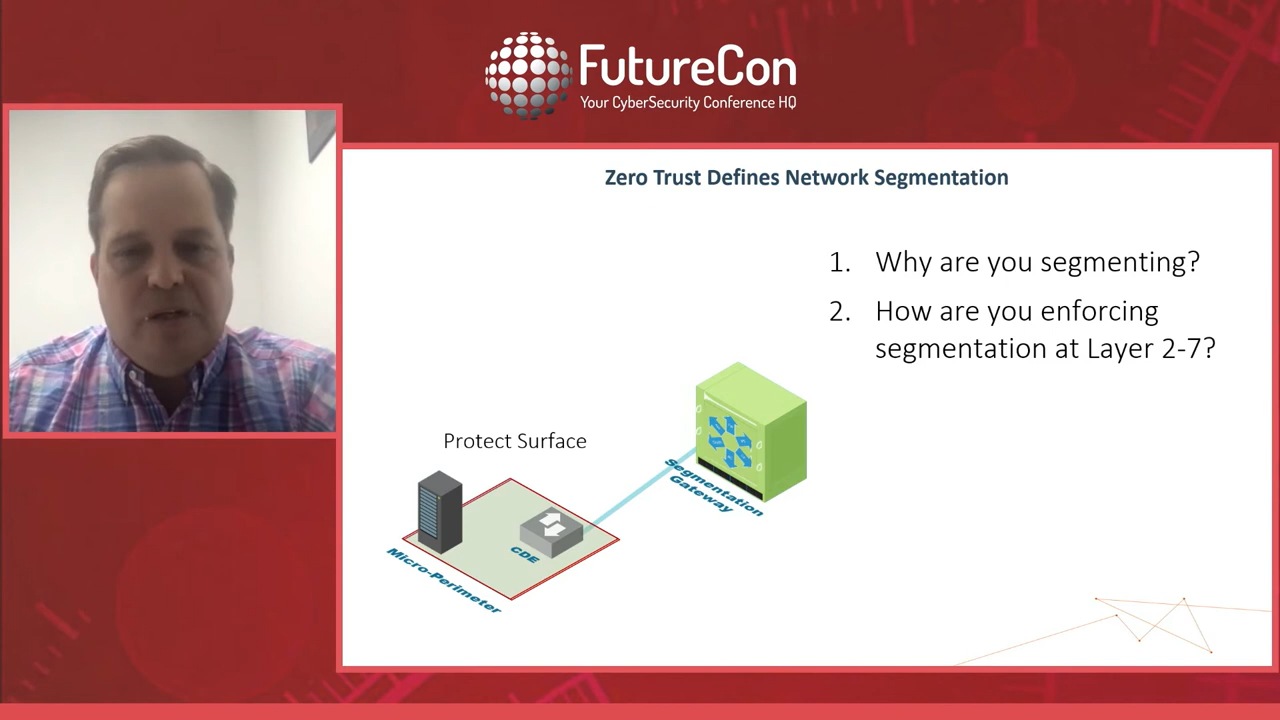 FutureCon
Your CyberSecurity Conference HQ
Zero Trust Defines Network Segmentation
1. Why are you segmenting?
2. How are you enforcing
segmentation at Layer 2-7?
Protect Surface
Segmentation
Gateway
CDE
Micro-Perimeter